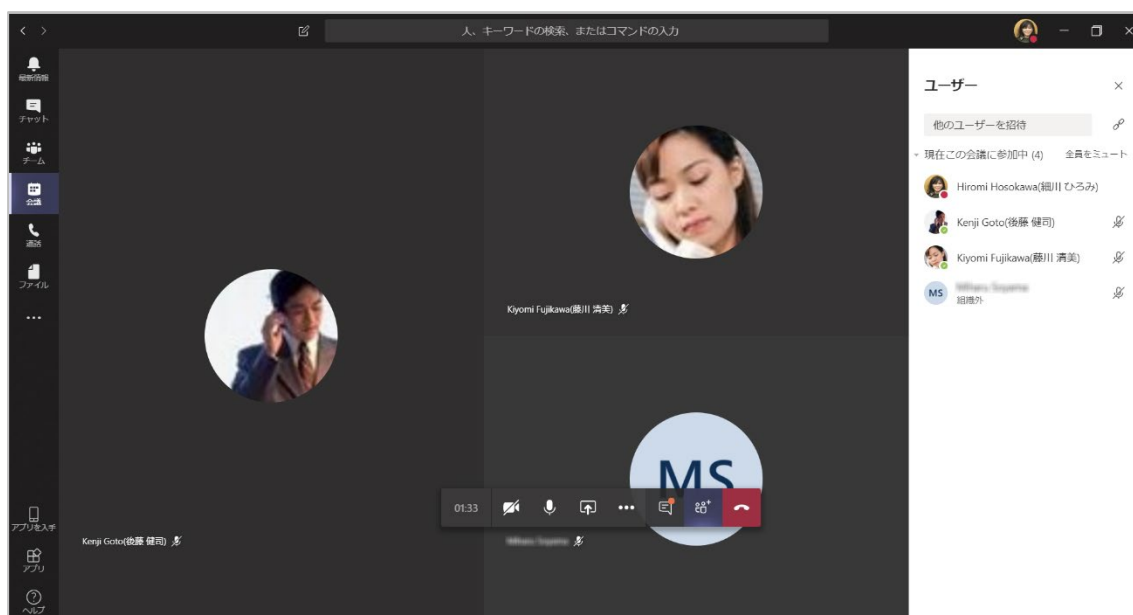 人、キーワードの検索、またはコマンドの入力
最新情報
チャット
チーム
会議
通話
ファイル
アプリを入手
アプリ
ヘルプ
Kenji Goto(後藤 健司)
Kiyomi Fujikawa(藤川 清美)
MS
01:33
ユーザー
他のユーザーを招待
現在この会議に参加中 (4) 全員をミュート
Hiromi Hosokawa(細川 ひろみ)
Kenji Goto(後藤 健司)
Kiyomi Fujikawa(藤川 清美)
MS
組織外